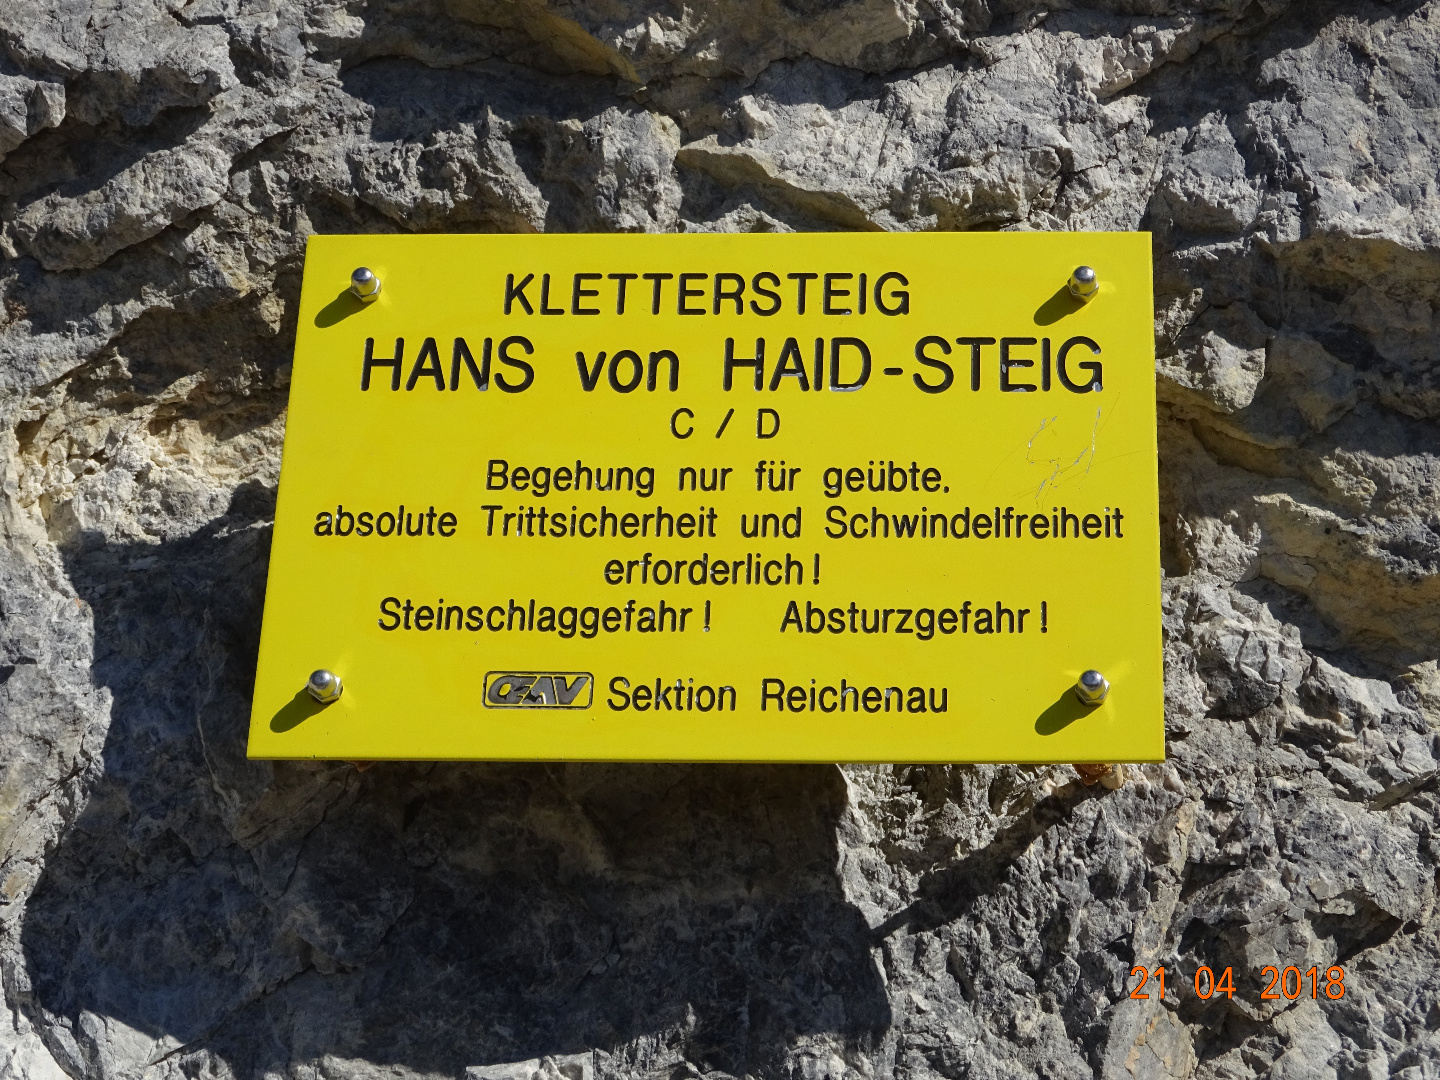 KLETTERSTEIG
HANS von HAID-STEIG
C / D
Begehung nur für geübte.
absolute Trittsicherheit und Schwindelfreiheit
erforderlich!
Steinschlaggefahr! Absturzgefahr!
OEAV Sektion Reichenau
21 04 2018